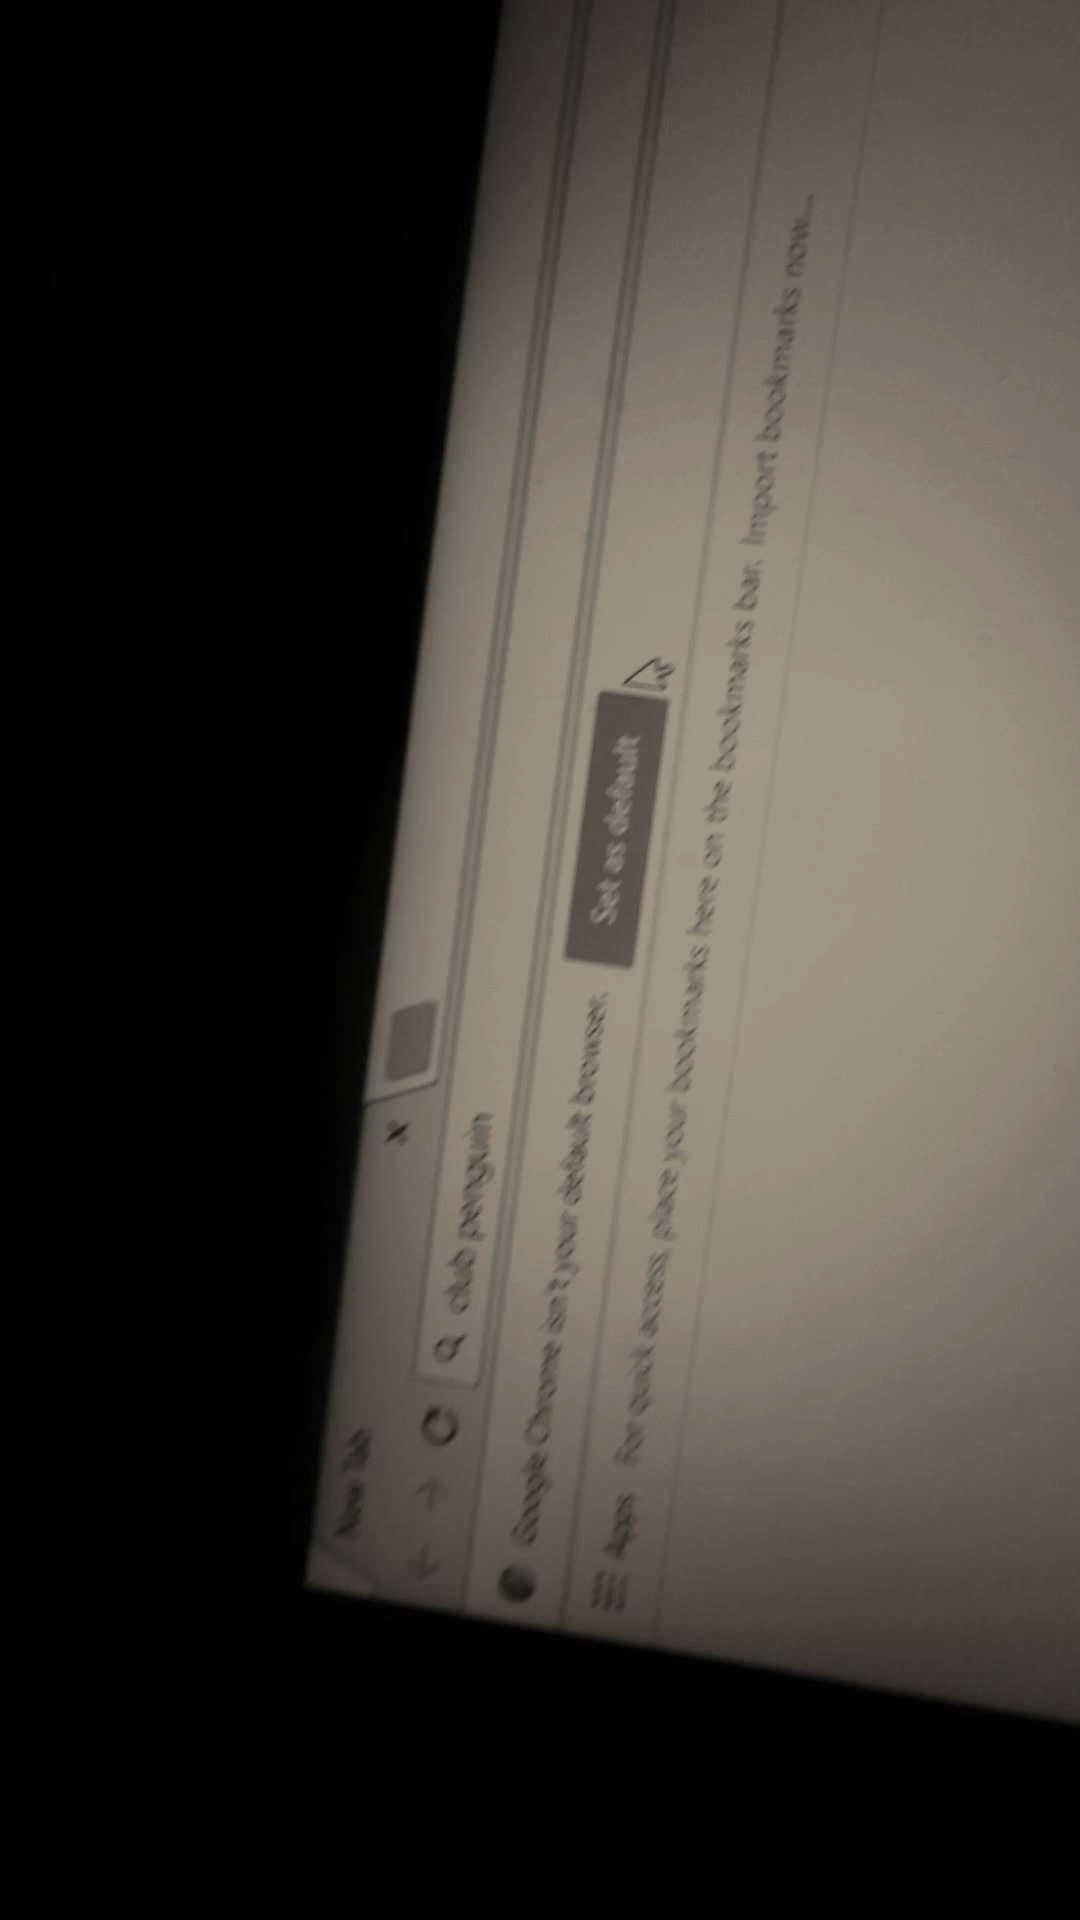 New Tab x
club penguin
Google Chrome isn't your default browser. Set as default
Apps For quick access, place your bookmarks here on the bookmarks bar. Import bookmarks now...